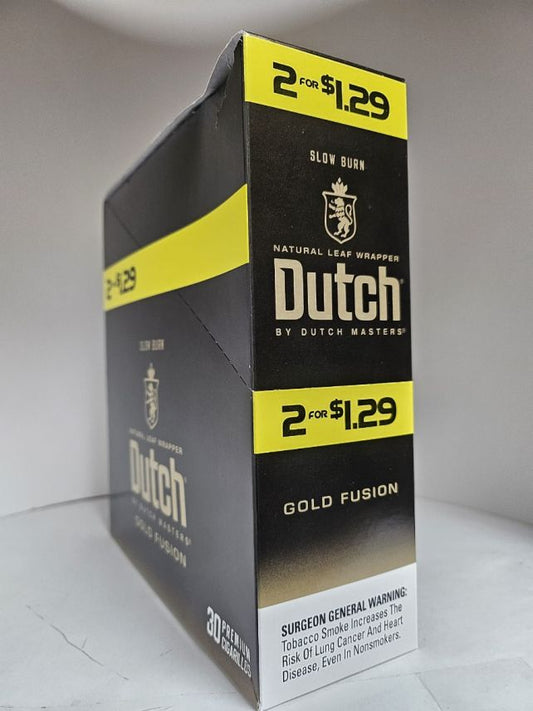 2 FOR $1.29
SLOW BURN
NATURAL LEAF WRAPPER
Dutch®
BY DUTCH MASTERS®
2 FOR $1.29
GOLD FUSION
SURGEON GENERAL WARNING:
Tobacco Smoke Increases The
Risk Of Lung Cancer And Heart
Disease, Even In Nonsmokers.
2 FOR $1.29
SLOW BURN
NATURAL LEAF WRAPPER
Dutch®
BY DUTCH MASTERS®
GOLD FUSION
30 PREMIUM
CIGARILLOS